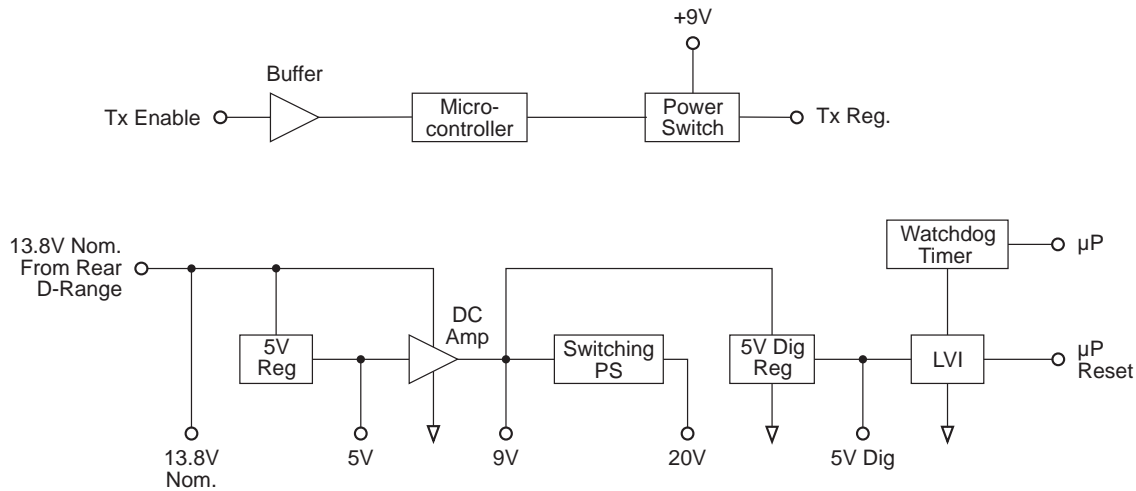 +9V
Buffer
Tx Enable
Micro-
controller
Power
Switch
Tx Reg.
13.8V Nom.
From Rear
D-Range
Watchdog
Timer
µP
DC
Amp
5V
Reg
Switching
PS
5V Dig
Reg
LVI
µP
Reset
13.8V
Nom.
5V
9V
20V
5V Dig